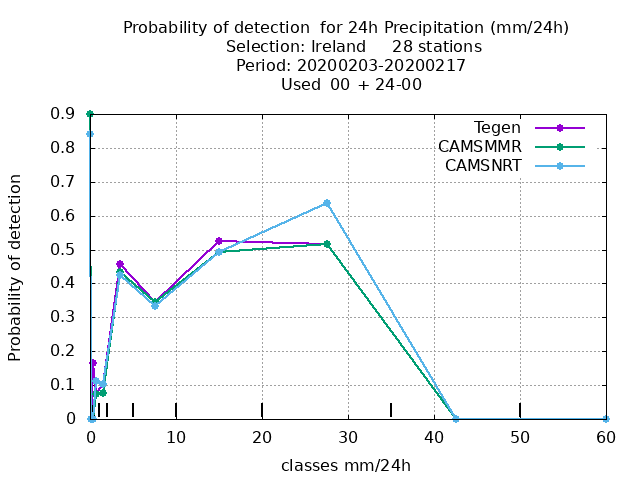 Probability of detection  for 24h Precipitation (mm/24h)
Selection: Ireland     28 stations
Period: 20200203-20200217
Used  00 + 24-00
Tegen
CAMSMMR
CAMSNRT
0.9
0.8
0.7
0.6
0.5
0.4
0.3
0.2
0.1
0
Probability of detection
0 10 20 30 40 50 60
classes mm/24h